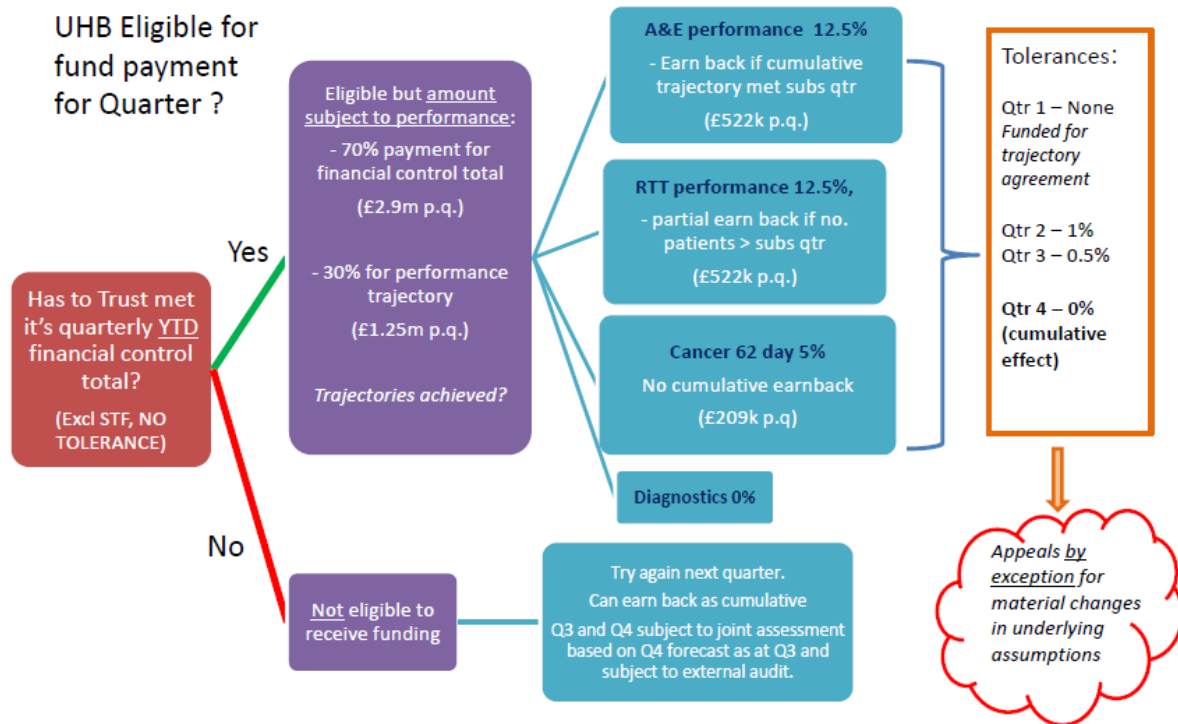 UHB Eligible for
fund payment
for Quarter ?
Has to Trust met
it's quarterly YTD
financial control
total?
(Excl STF, NO
TOLERANCE)
Yes
No
Eligible but amount
subject to performance:
- 70% payment for
financial control total
(£2.9m p.q.)
- 30% for performance
trajectory
(£1.25m p.q.)
Trajectories achieved?
Not eligible to
receive funding
A&E performance 12.5%
- Earn back if cumulative
trajectory met subs qtr
(£522k p.q.)
RTT performance 12.5%,
- partial earn back if no.
patients > subs qtr
(£522k p.q.)
Cancer 62 day 5%
No cumulative earnback
(£209k p.q)
Diagnostics 0%
Try again next quarter.
Can earn back as cumulative
Q3 and Q4 subject to joint assessment
based on Q4 forecast as at Q3 and
subject to external audit.
Tolerances:
Qtr 1 – None
Funded for
trajectory
agreement
Qtr 2 – 1%
Qtr 3 – 0.5%
Qtr 4 – 0%
(cumulative
effect)
Appeals by
exception for
material changes
in underlying
assumptions